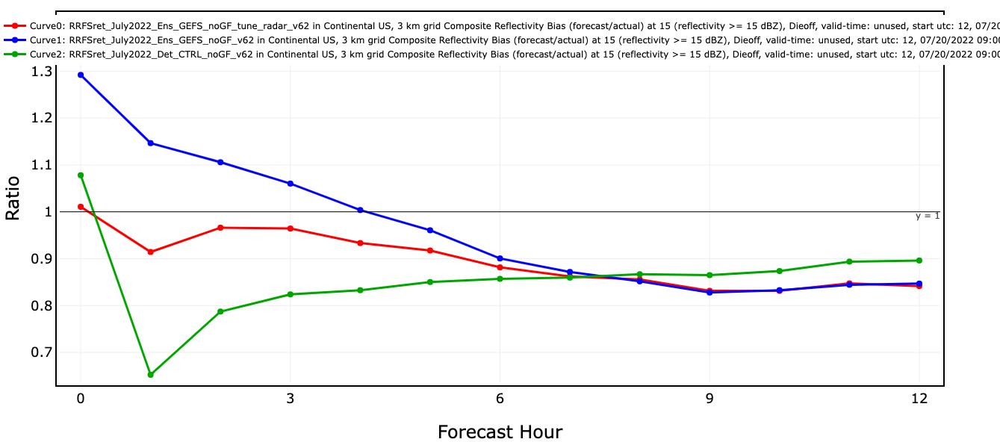 Curve0: RRFSret_July2022_Ens_GEFS_noGF_tune_radar_v62 in Continental US, 3 km grid Composite Reflectivity Bias (forecast/actual) at 15 (reflectivity >= 15 dBZ), Dieoff, valid-time: unused, start utc: 12, 07/20
Curve1: RRFSret_July2022_Ens_GEFS_noGF_v62 in Continental US, 3 km grid Composite Reflectivity Bias (forecast/actual) at 15 (reflectivity >= 15 dBZ), Dieoff, valid-time: unused, start utc: 12, 07/20/2022 09:00
Curve2: RRFSret_July2022_Det_CTRL_noGF_v62 in Continental US, 3 km grid Composite Reflectivity Bias (forecast/actual) at 15 (reflectivity >= 15 dBZ), Dieoff, valid-time: unused, start utc: 12, 07/20/2022 09:00
1.3
1.2
1.1
1
0.9
0.8
0.7
Ratio
y = 1
0 3 6 9 12
Forecast Hour